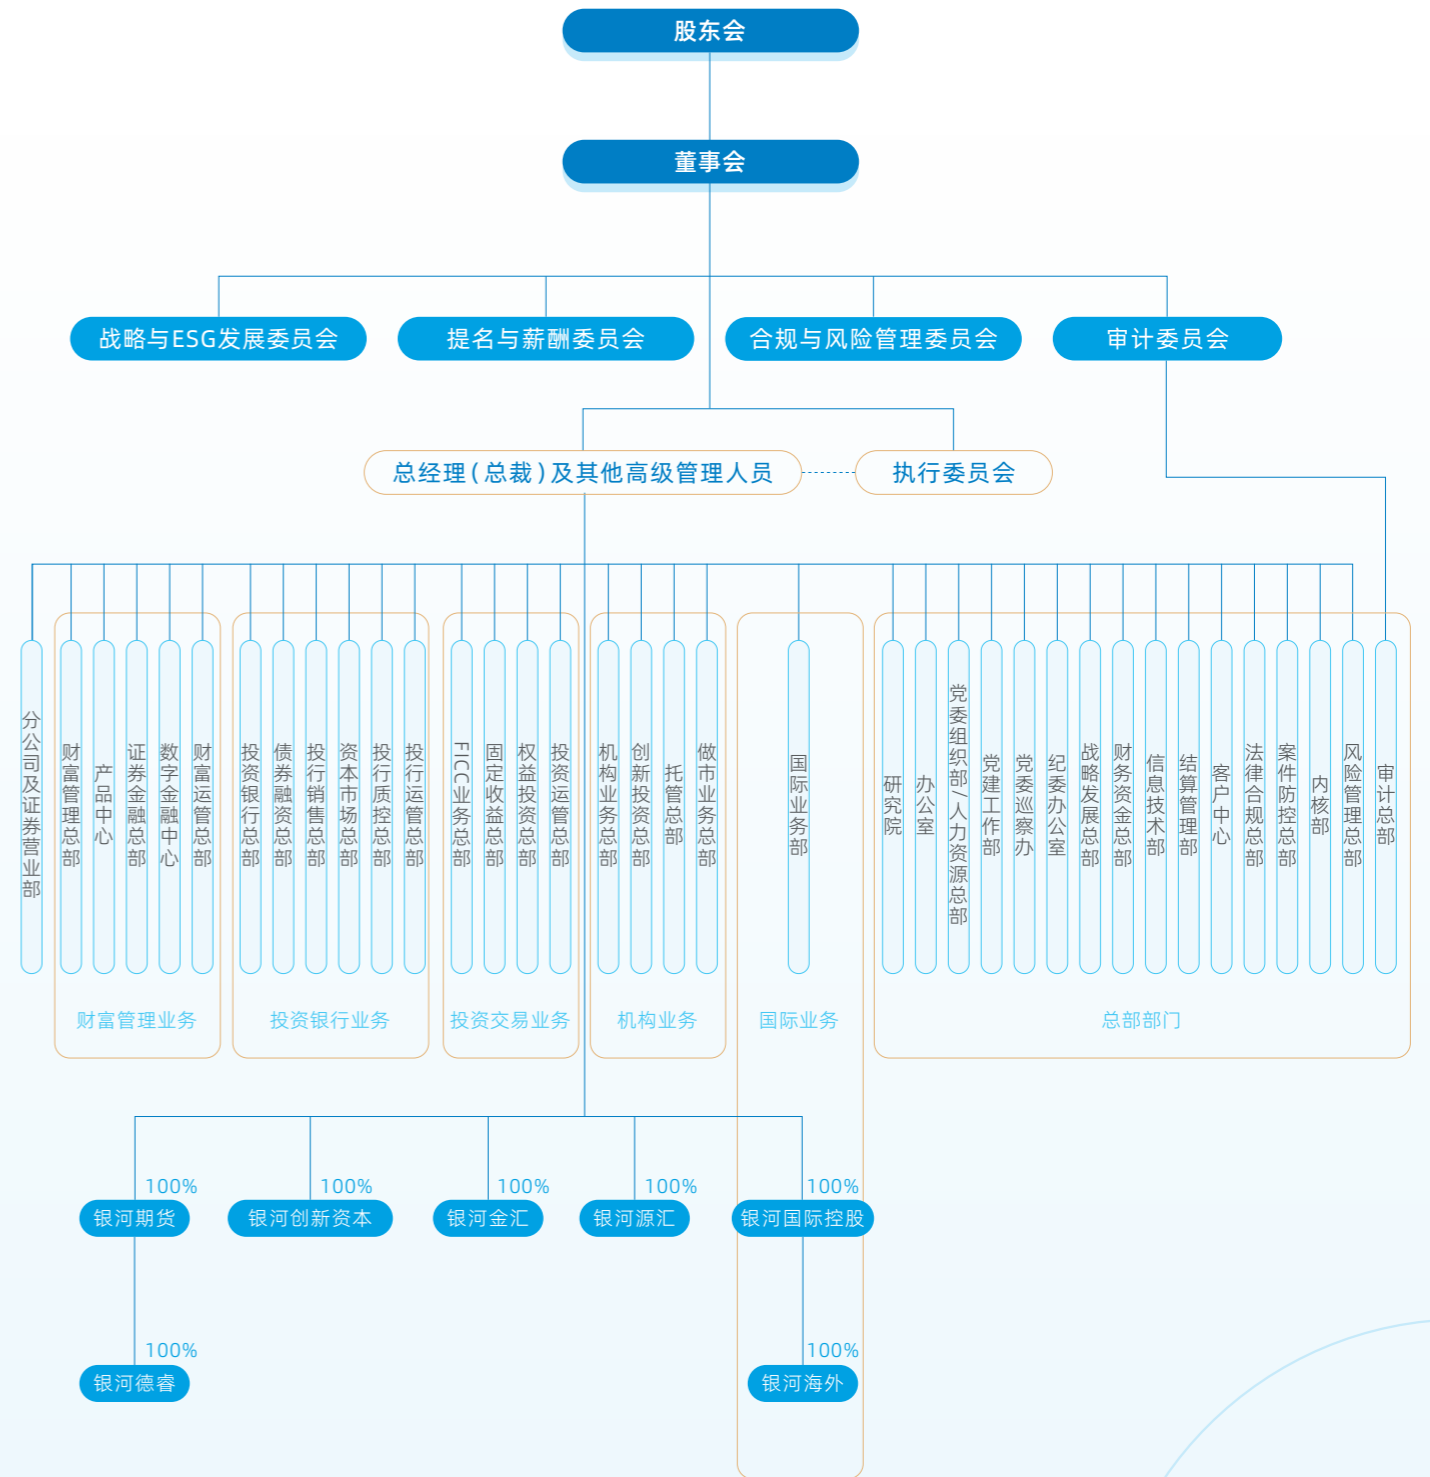 股东会
董事会
战略与ESG发展委员会
提名与薪酬委员会
合规与风险管理委员会
审计委员会
总经理(总裁)及其他高级管理人员
执行委员会
分公司及证券营业部
财富管理总部
产品中心
证券金融总部
数字金融中心
财富运管总部
投资银行总部
债券融资总部
投行销售总部
资本市场总部
投行质控总部
投行运管总部
FICC业务总部
固定收益总部
权益投资总部
投资运管总部
机构业务总部
创新投资总部
托管总部
做市业务总部
国际业务部
研究院
办公室
党委组织部/人力资源总部
党建工作部
党委巡察办
纪委办公室
战略发展总部
财务资金总部
信息技术部
结算管理部
客户中心
法律合规总部
案件防控总部
内核部
风险管理总部
审计总部
财富管理业务
投资银行业务
投资交易业务
机构业务
国际业务
总部部门
100%
100%
100%
100%
100%
银河期货
银河创新资本
银河金汇
银河源汇
银河国际控股
100%
100%
银河德睿
银河海外